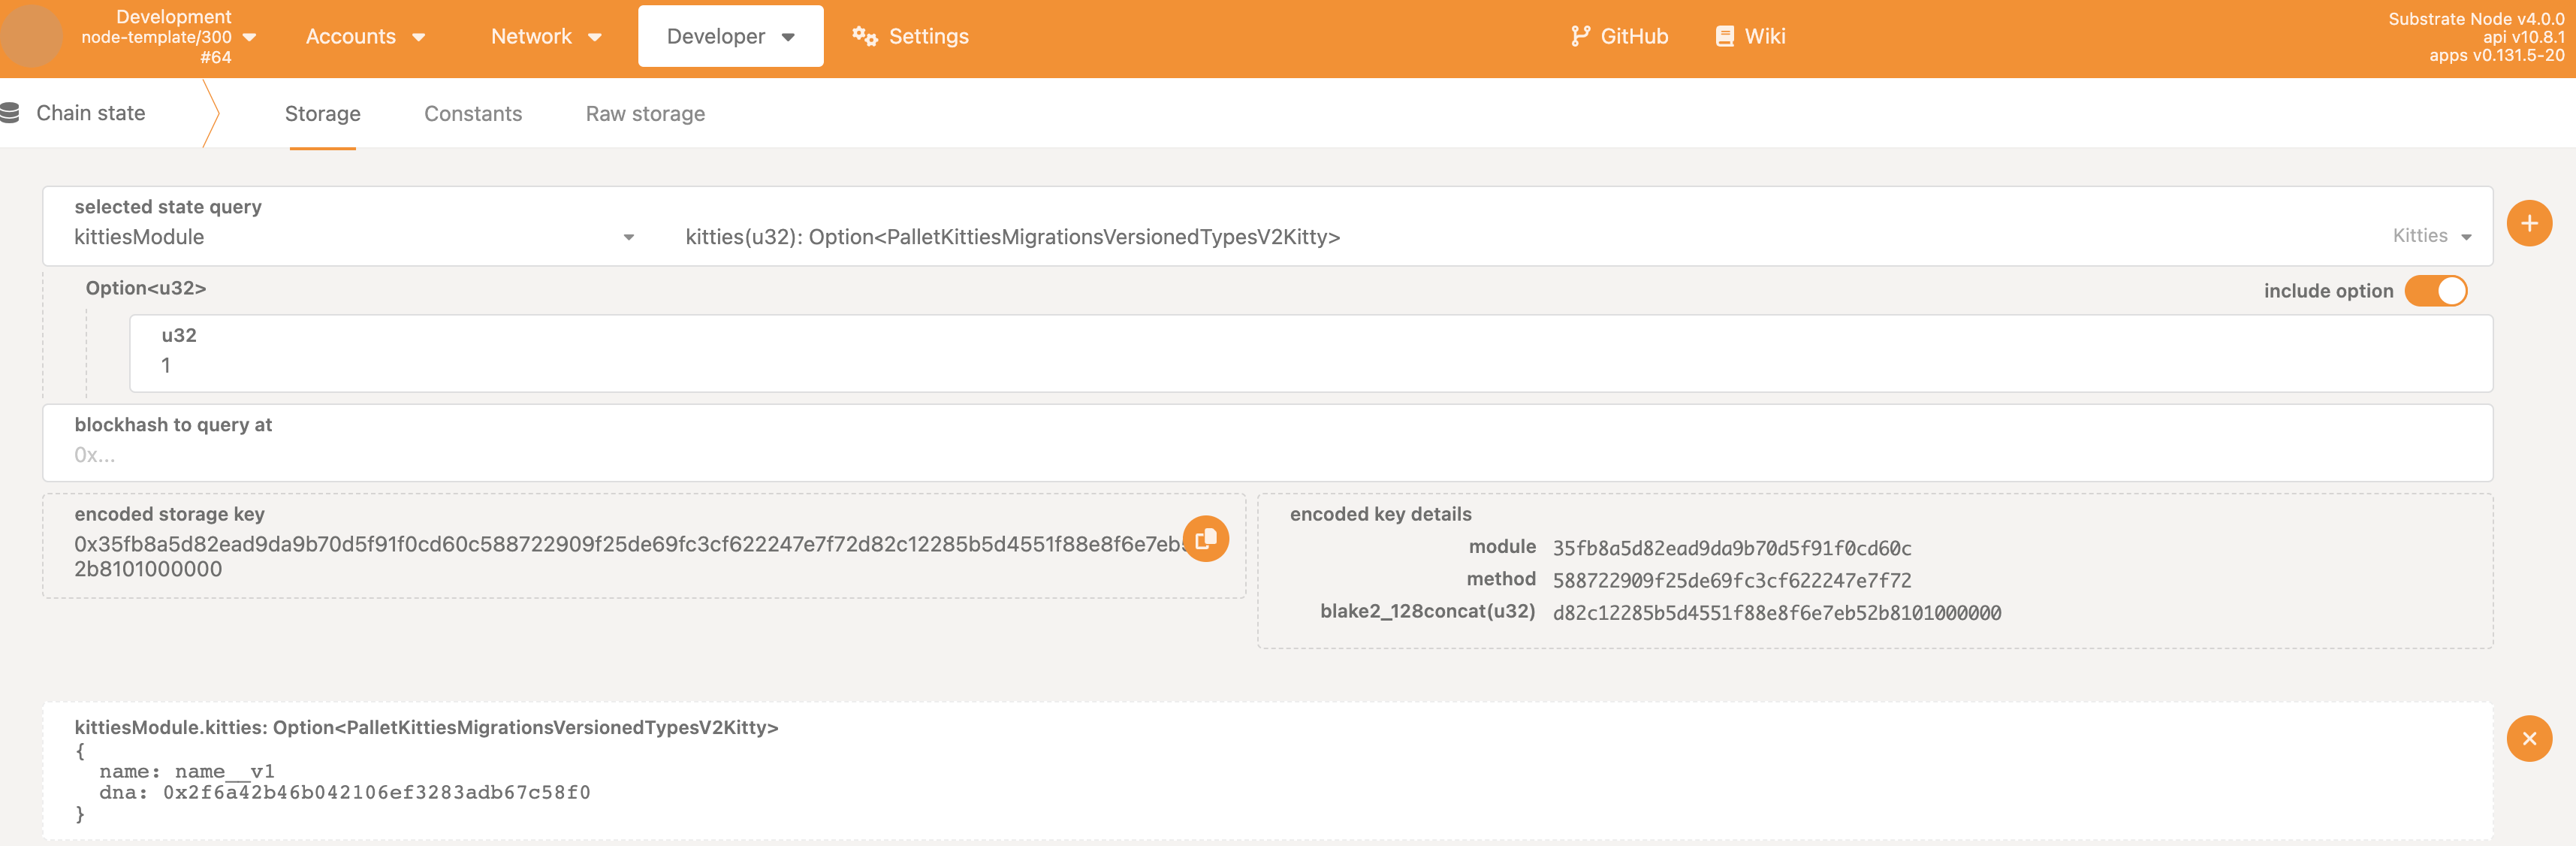 Development
node-template/300
#64
Accounts
Network
Developer
Settings
GitHub
Wiki
Substrate Node v4.0.0
api v10.8.1
apps v0.131.5-20
Chain state
Storage
Constants
Raw storage
selected state query
kittiesModule
kitties(u32): Option<PalletKittiesMigrationsVersionedTypesV2Kitty>
Kitties
Option<u32>
include option
u32
1
blockhash to query at
0x...
encoded storage key
0x35fb8a5d82ead9da9b70d5f91f0cd60c588722909f25de69fc3cf622247e7f72d82c12285b5d4551f88e8f6e7eb5
2b8101000000
encoded key details
module 35fb8a5d82ead9da9b70d5f91f0cd60c
method 588722909f25de69fc3cf622247e7f72
blake2_128concat(u32) d82c12285b5d4551f88e8f6e7eb52b8101000000
kittiesModule.kitties: Option<PalletKittiesMigrationsVersionedTypesV2Kitty>
{
name: name__v1
dna: 0x2f6a42b46b042106ef3283adb67c58f0
}